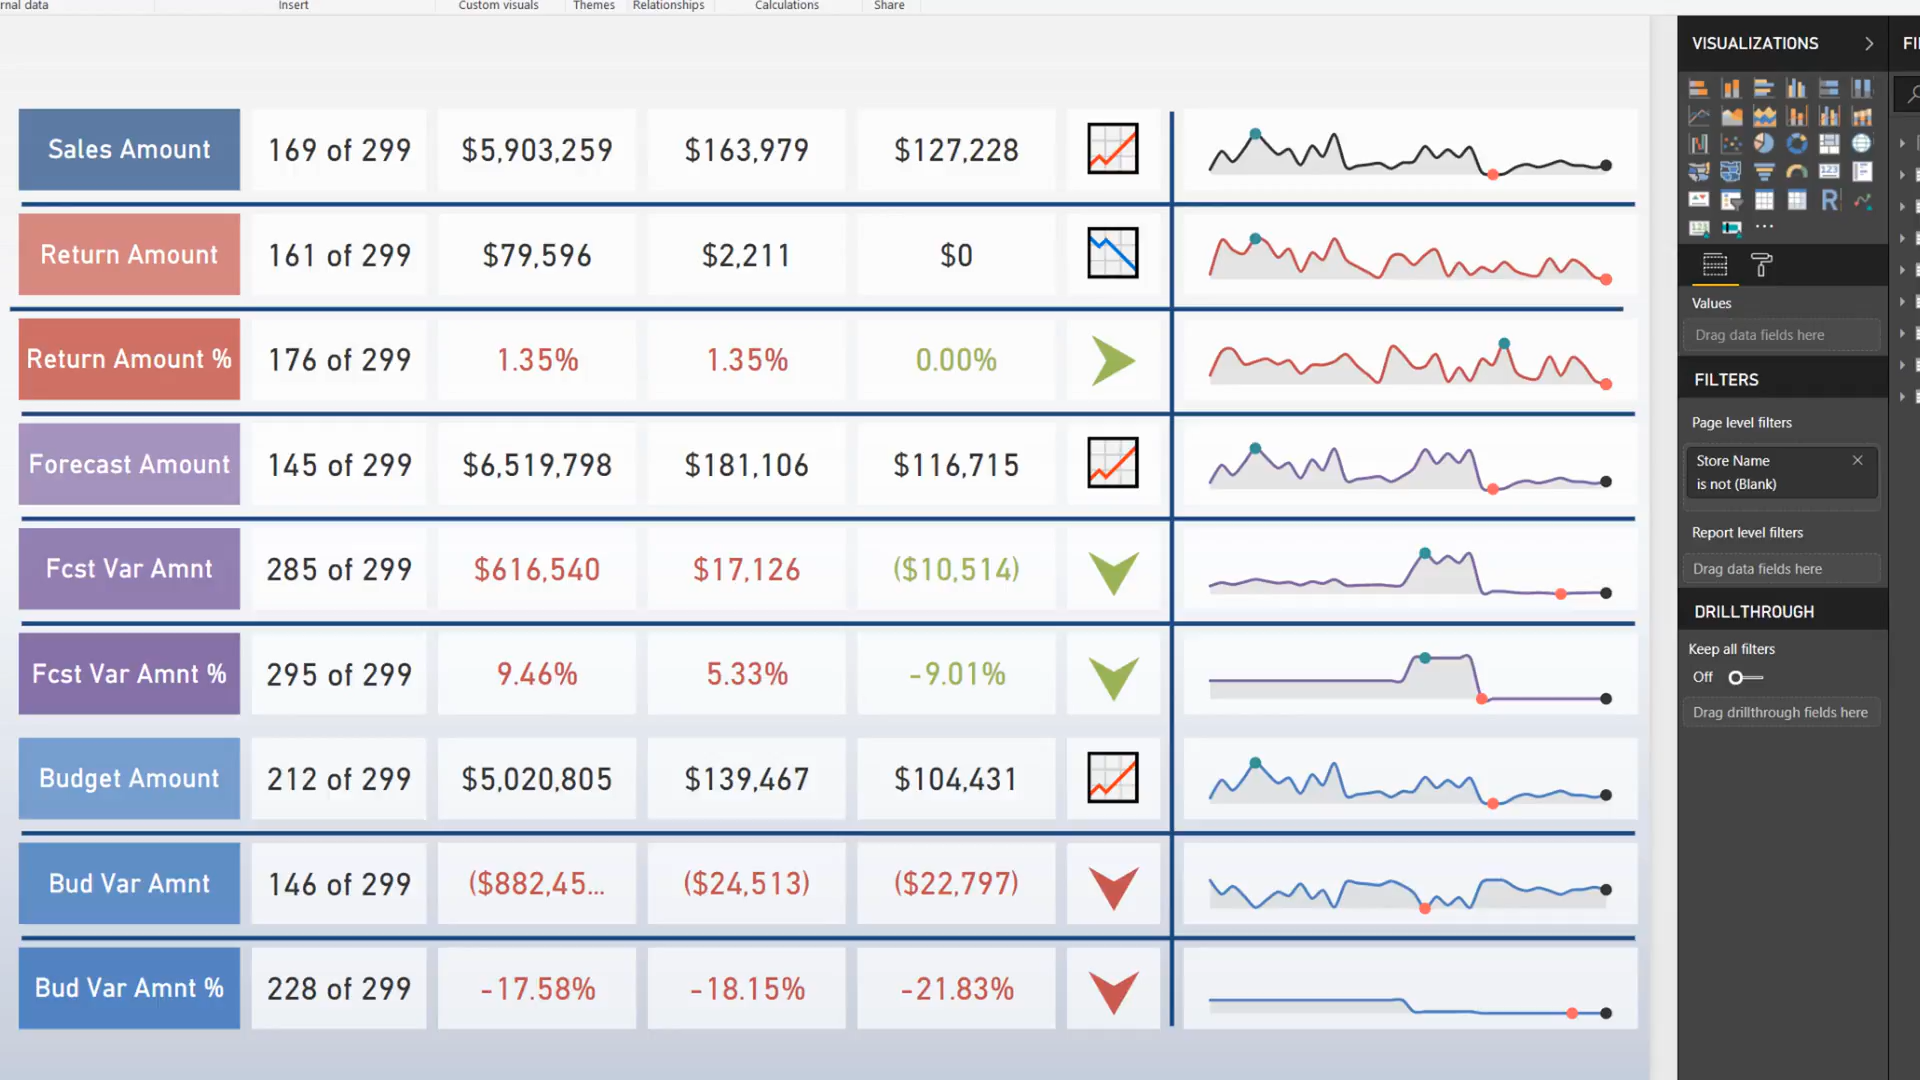 rnal data Insert Custom visuals Themes Relationships Calculations Share
VISUALIZATIONS
Sales Amount 169 of 299 $5,903,259 $163,979 $127,228
Return Amount 161 of 299 $79,596 $2,211 $0
Values
Drag data fields here
Return Amount % 176 of 299 1.35% 1.35% 0.00%
FILTERS
Page level filters
Forecast Amount 145 of 299 $6,519,798 $181,106 $116,715
Store Name
is not (Blank)
Report level filters
Drag data fields here
Fcst Var Amnt 285 of 299 $616,540 $17,126 ($10,514)
DRILLTHROUGH
Keep all filters
Off
Fcst Var Amnt % 295 of 299 9.46% 5.33% -9.01%
Drag drillthrough fields here
Budget Amount 212 of 299 $5,020,805 $139,467 $104,431
Bud Var Amnt 146 of 299 ($882,45... ($24,513) ($22,797)
Bud Var Amnt % 228 of 299 -17.58% -18.15% -21.83%